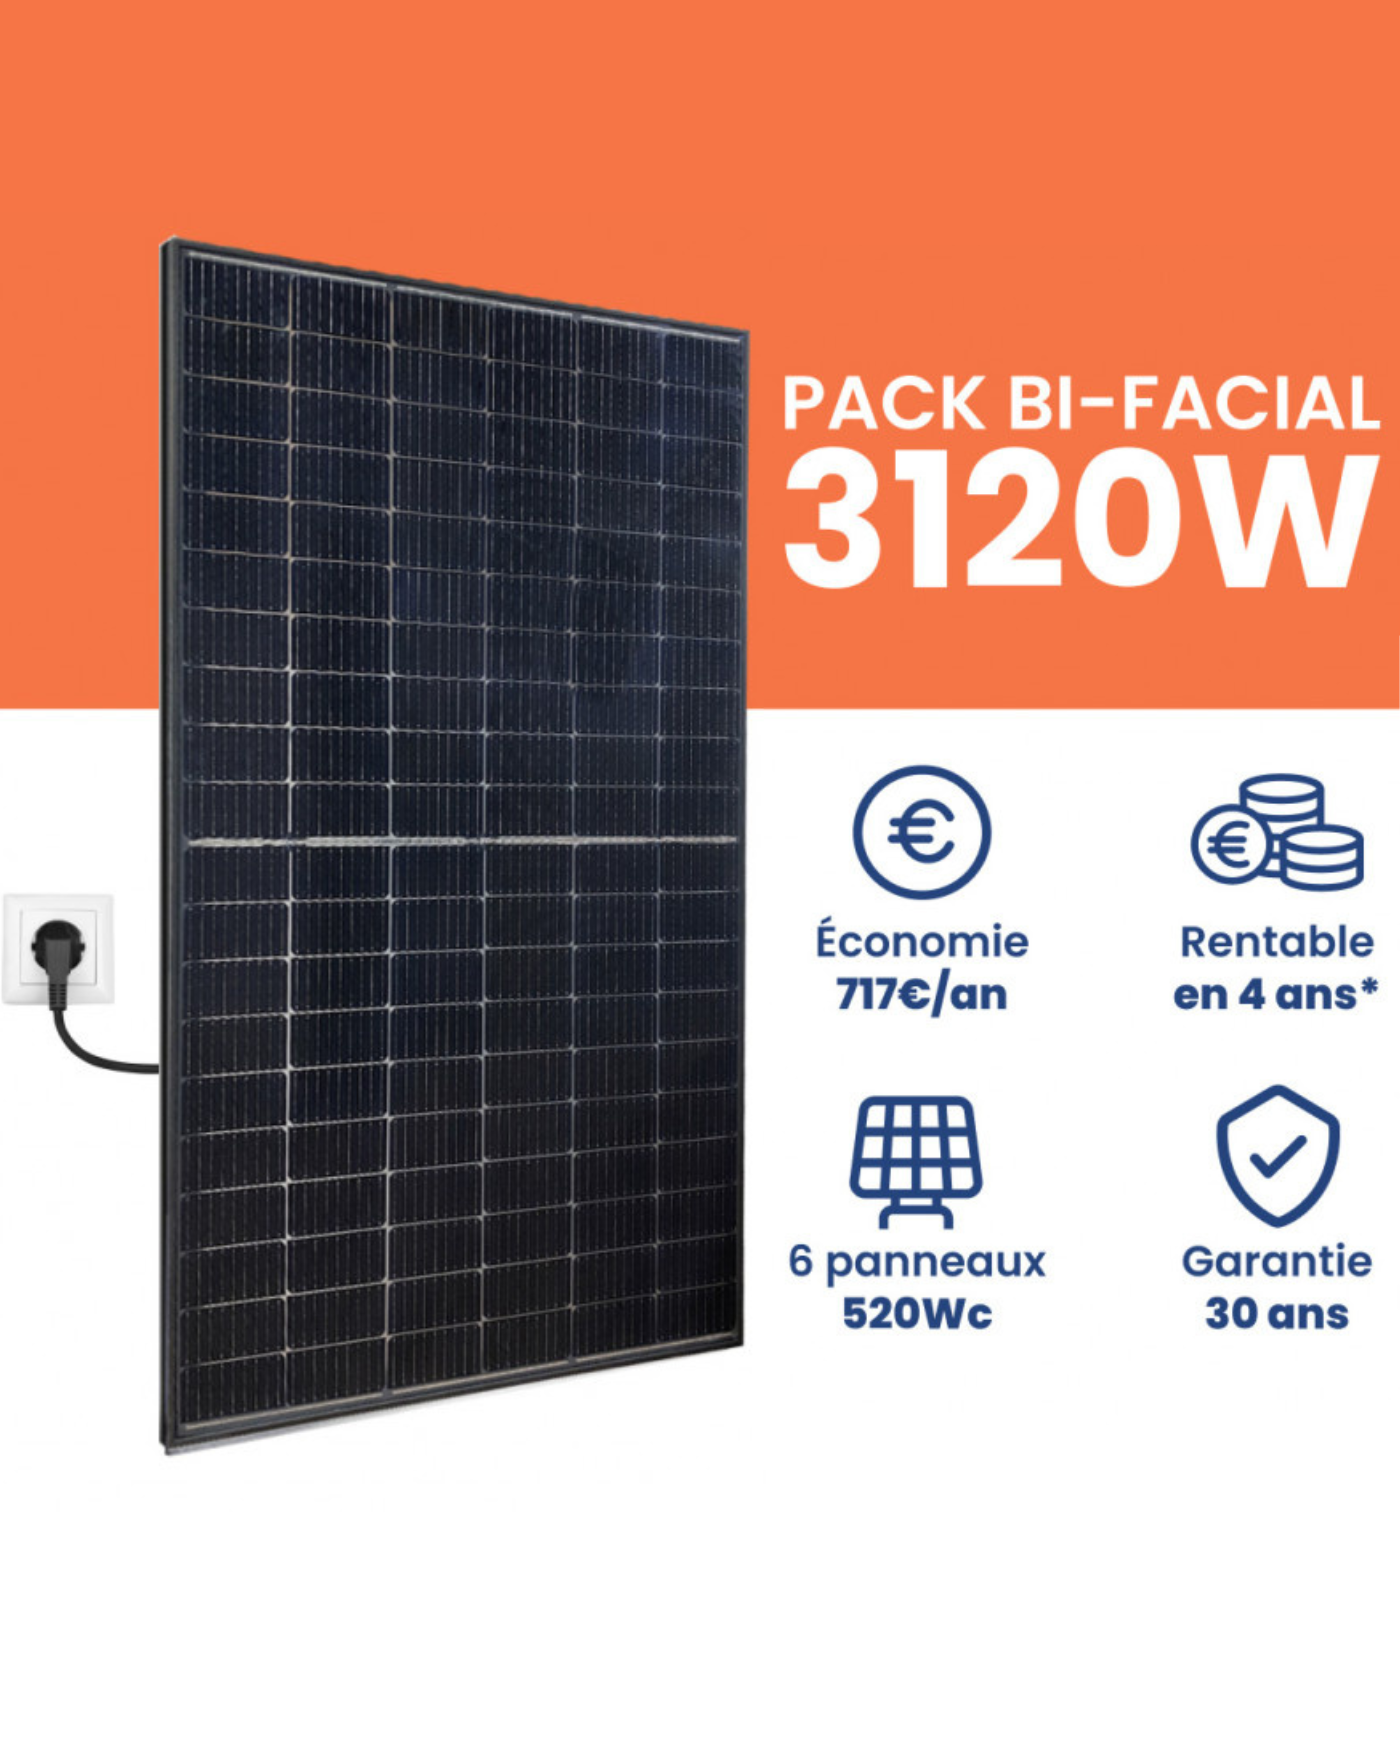 PACK BI-FACIAL
3120W
Économie
717€/an
Rentable
en 4 ans*
6 panneaux
520Wc
Garantie
30 ans